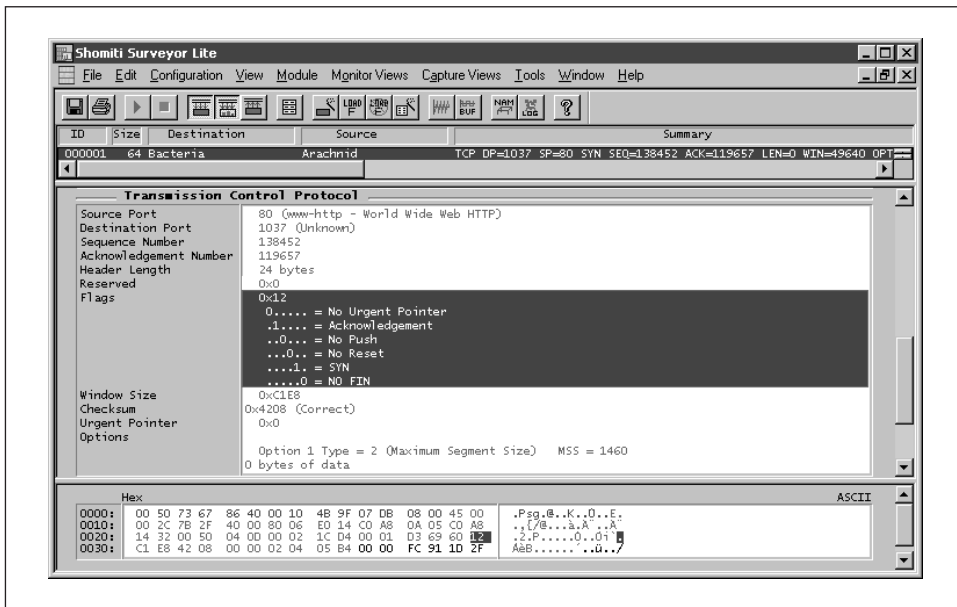 Shomiti Surveyor Lite
File Edit Configuration View Module Monitor Views Capture Views Tools Window Help
LOAD F BUF NAM LOG ?
ID Size Destination Source Summary
000001 64 Bacteria Arachnid TCP DP=1037 SP=80 SYN SEQ=138452 ACK=119657 LEN=0 WIN=49640 OPT
Transmission Control Protocol
Source Port 80 (www-http - World Wide Web HTTP)
Destination Port 1037 (Unknown)
Sequence Number 138452
Acknowledgement Number 119657
Header Length 24 bytes
Reserved 0x0
Flags 0x12
0..... = No Urgent Pointer
.1.... = Acknowledgement
..0... = No Push
...0.. = No Reset
....1. = SYN
.....0 = NO FIN
Window Size 0xC1E8
Checksum 0x4208 (Correct)
Urgent Pointer 0x0
Options
Option 1 Type = 2 (Maximum Segment Size) MSS = 1460
0 bytes of data
Hex ASCII
0000: 00 50 73 67 86 40 00 10 4B 9F 07 DB 08 00 45 00 .Psg.@..K..Û..E.
0010: 00 2C 7B 2F 40 00 80 06 E0 14 C0 A8 0A 05 C0 A8 .,{/@...à.À¨..À¨
0020: 14 32 00 50 04 0D 00 02 1C D4 00 01 D3 69 60 12 .2.P.....Ô..Ói`.
0030: C1 E8 42 08 00 00 02 04 05 B4 00 00 FC 91 1D 2F ÁèB......´..ü../